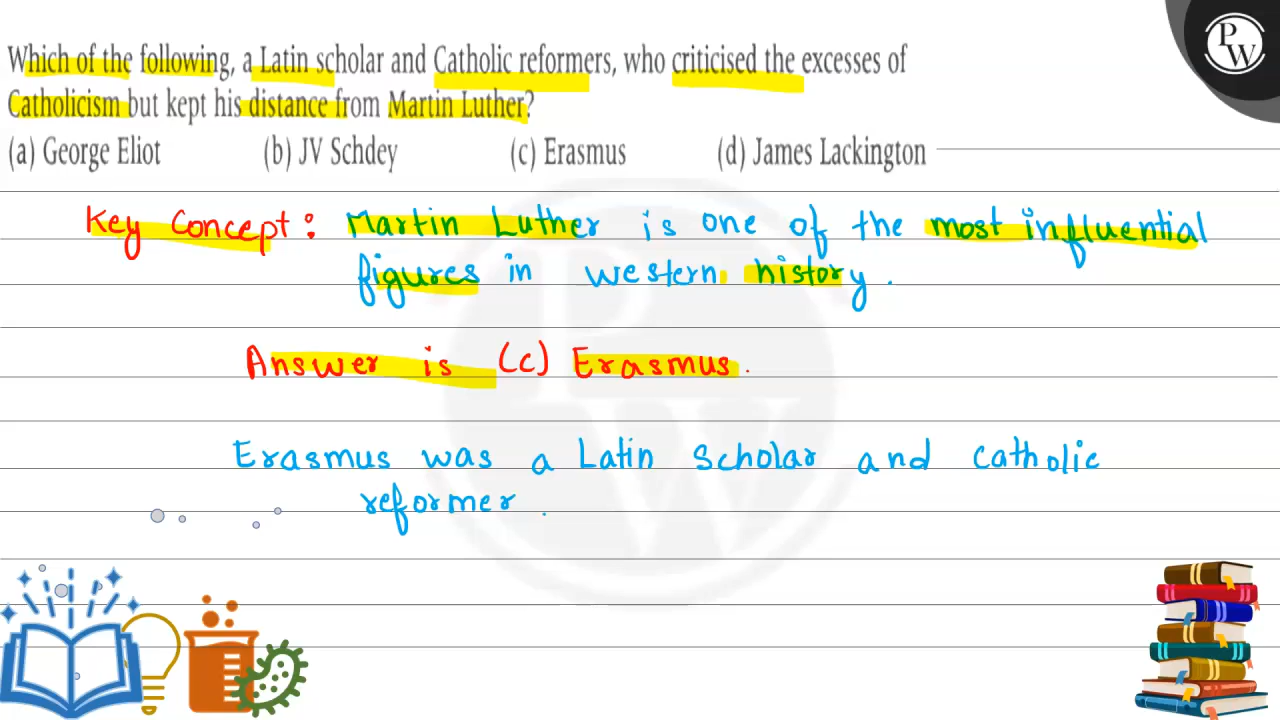 Which of the following, a Latin scholar and Catholic reformers, who criticised the excesses of
Catholicism but kept his distance from Martin Luther?
(a) George Eliot (b) JV Schdey (c) Erasmus (d) James Lackington
Key Concept: Martin Luther is one of the most influential
figures in western history.
Answer is (c) Erasmus.
Erasmus was a Latin Scholar and Catholic
reformer.
PW
PW